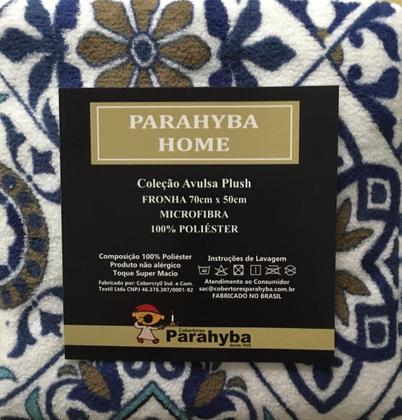 PARAHYBA
HOME
Coleção Avulsa Plush
FRONHA 70cm x 50cm
MICROFIBRA
100% POLIÉSTER
Composição 100% Poliéster
Produto não alérgico
Toque Super Macio
Fabricado por: Cobercryl Ind. e Com.
Textil Ltda CNPJ 46.376.307/0001-92
Instruções de Lavagem
Atendimento ao Consumidor
sac@cobertoresparahyba.com.br
FABRICADO NO BRASIL
Cobertores
Parahyba
desde 1925